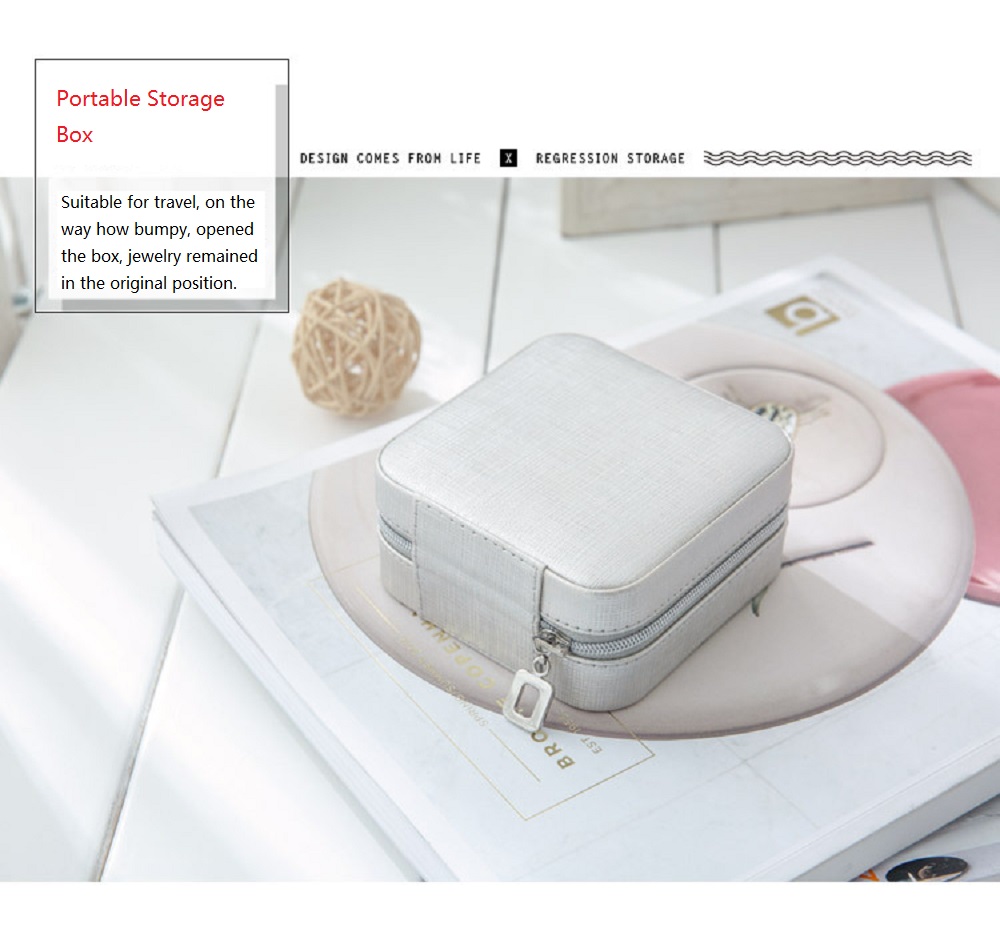 Portable Storage
Box
DESIGN COMES FROM LIFE X REGRESSION STORAGE
Suitable for travel, on the
way how bumpy, opened
the box, jewelry remained
in the original position.
COPENH
BRO
EST